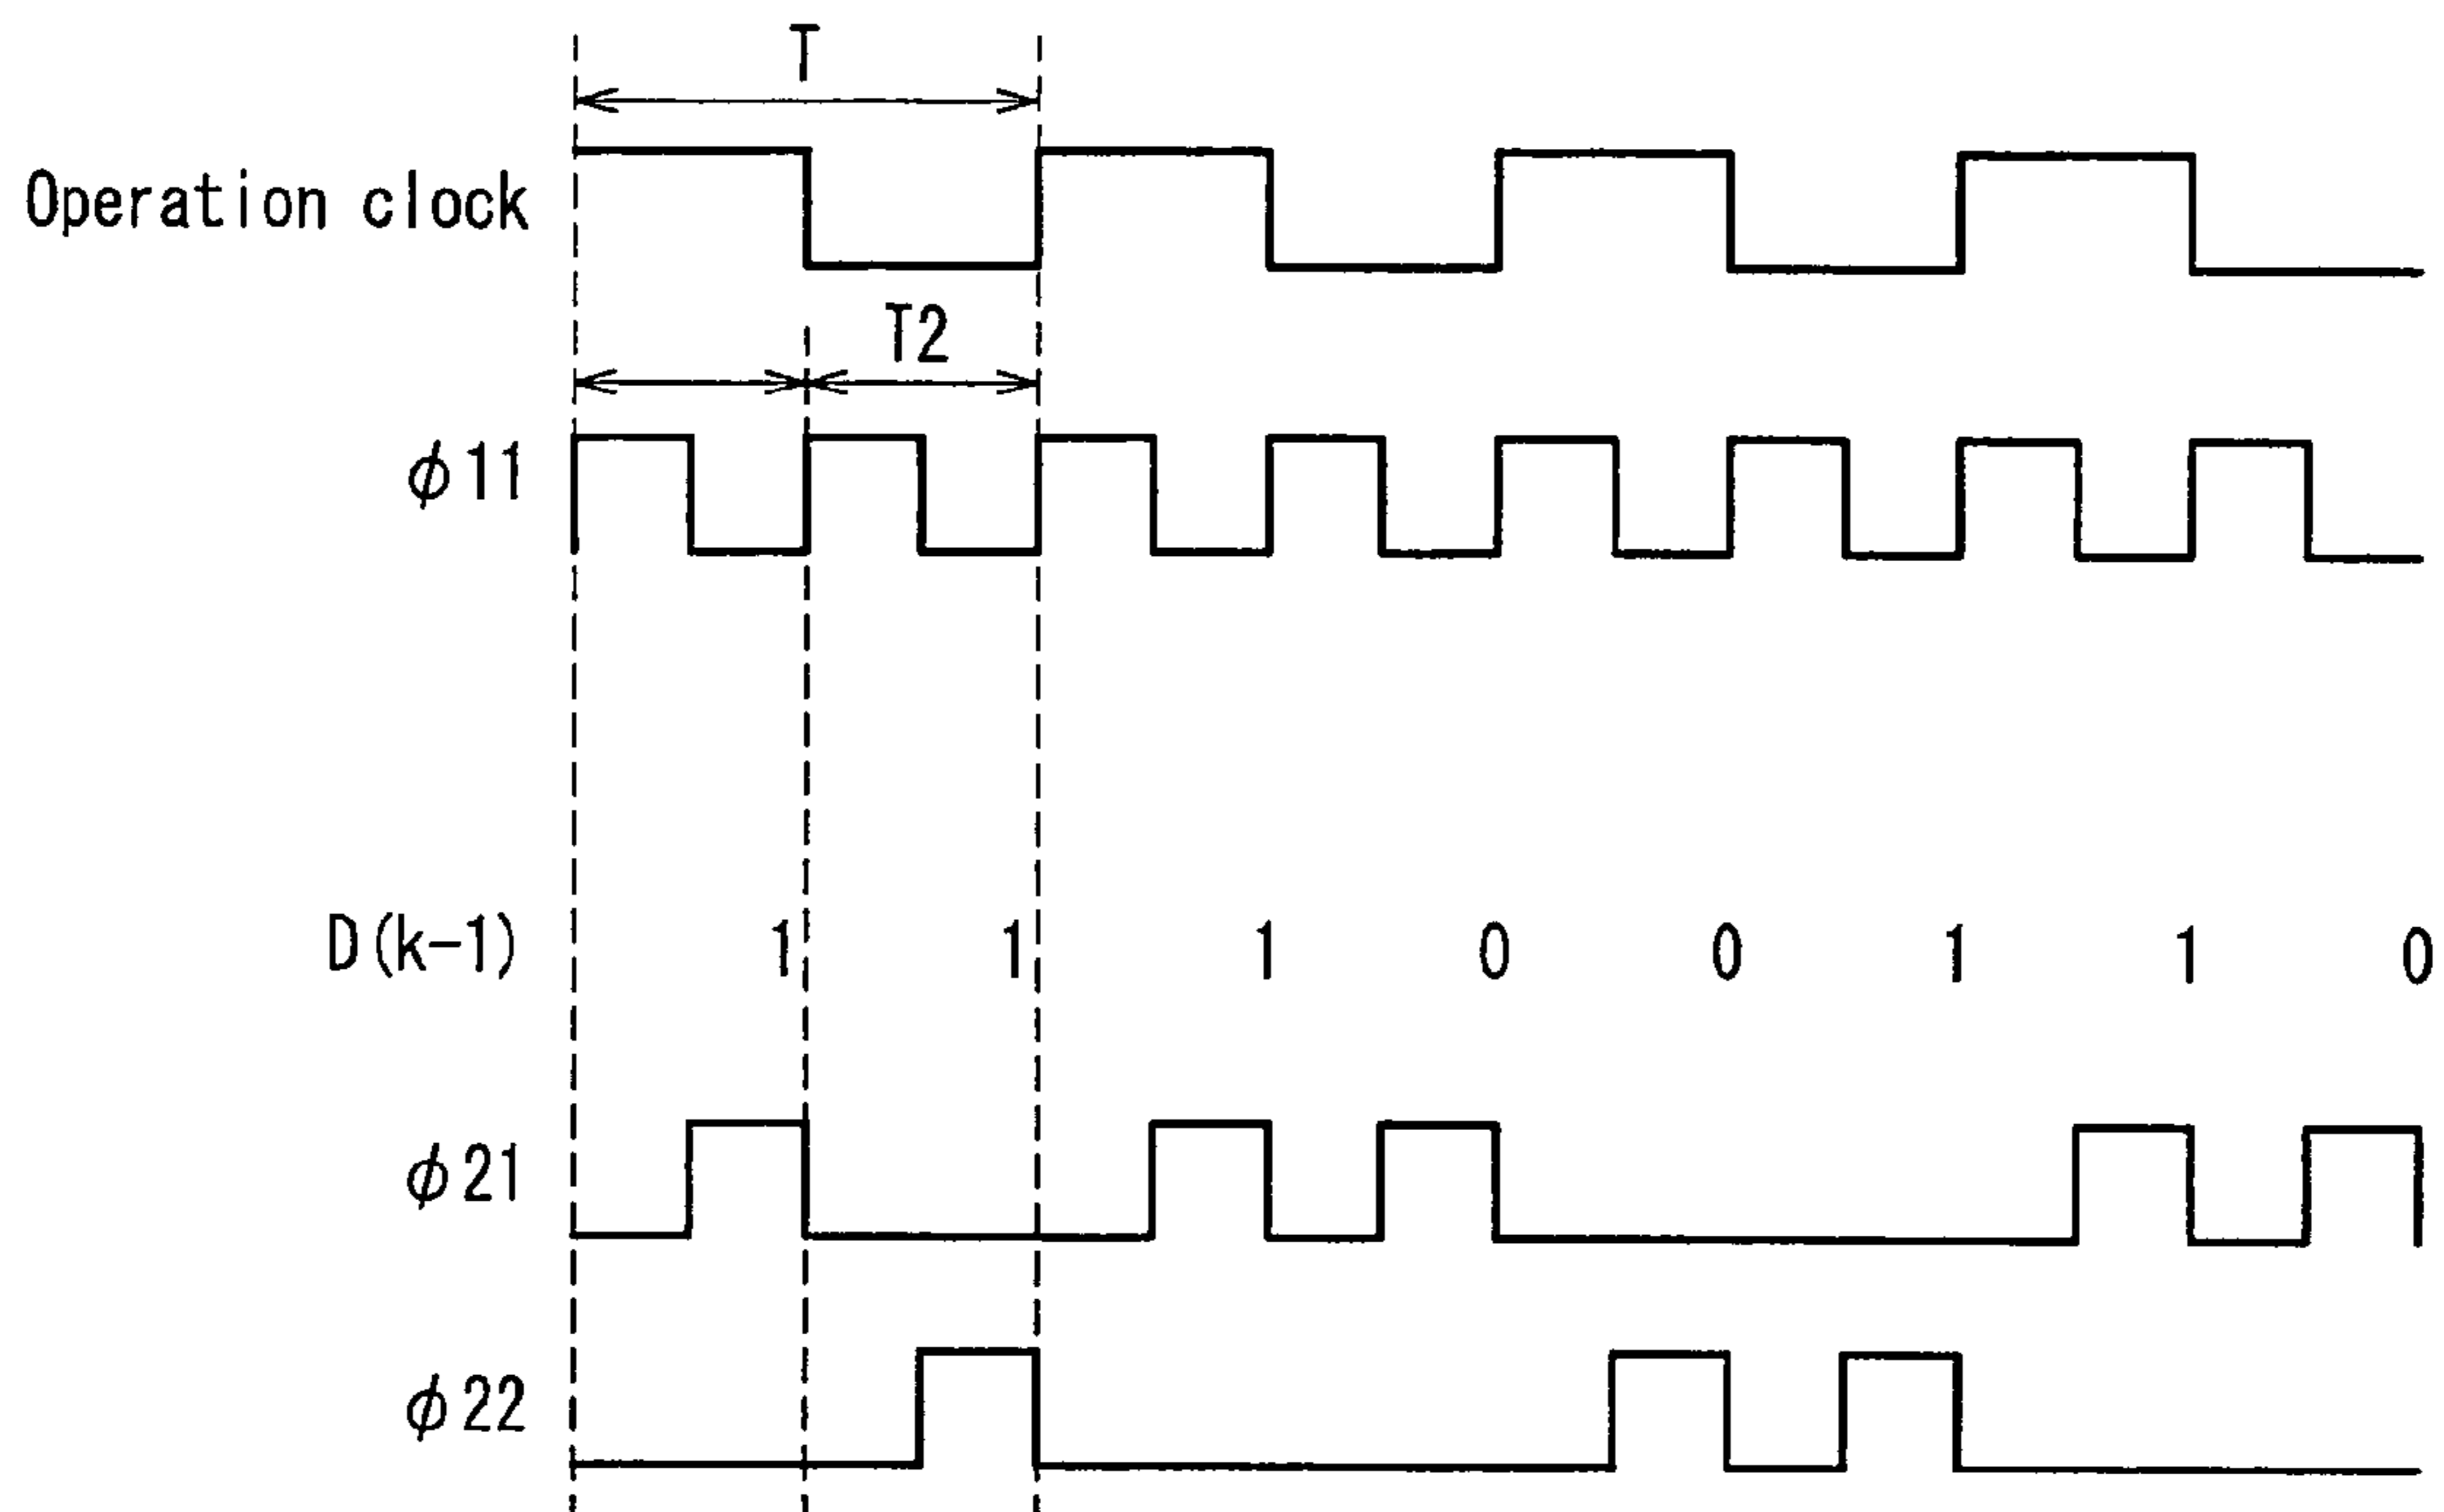 T
Operation clock
T2
ϕ11
D(k-1) 1 1 1 0 0 1 1 0
ϕ21
ϕ22